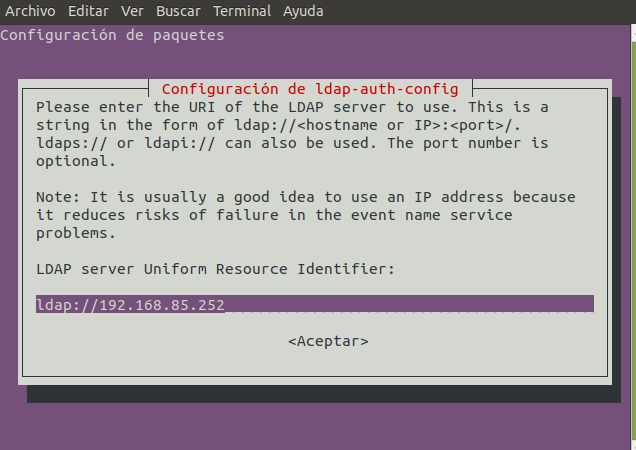 Archivo Editar Ver Buscar Terminal Ayuda
Configuración de paquetes
Configuración de ldap-auth-config
Please enter the URI of the LDAP server to use. This is a
string in the form of ldap://<hostname or IP>:<port>/.
ldaps:// or ldapi:// can also be used. The port number is
optional.
Note: It is usually a good idea to use an IP address because
it reduces risks of failure in the event name service
problems.
LDAP server Uniform Resource Identifier:
ldap://192.168.85.252
<Aceptar>